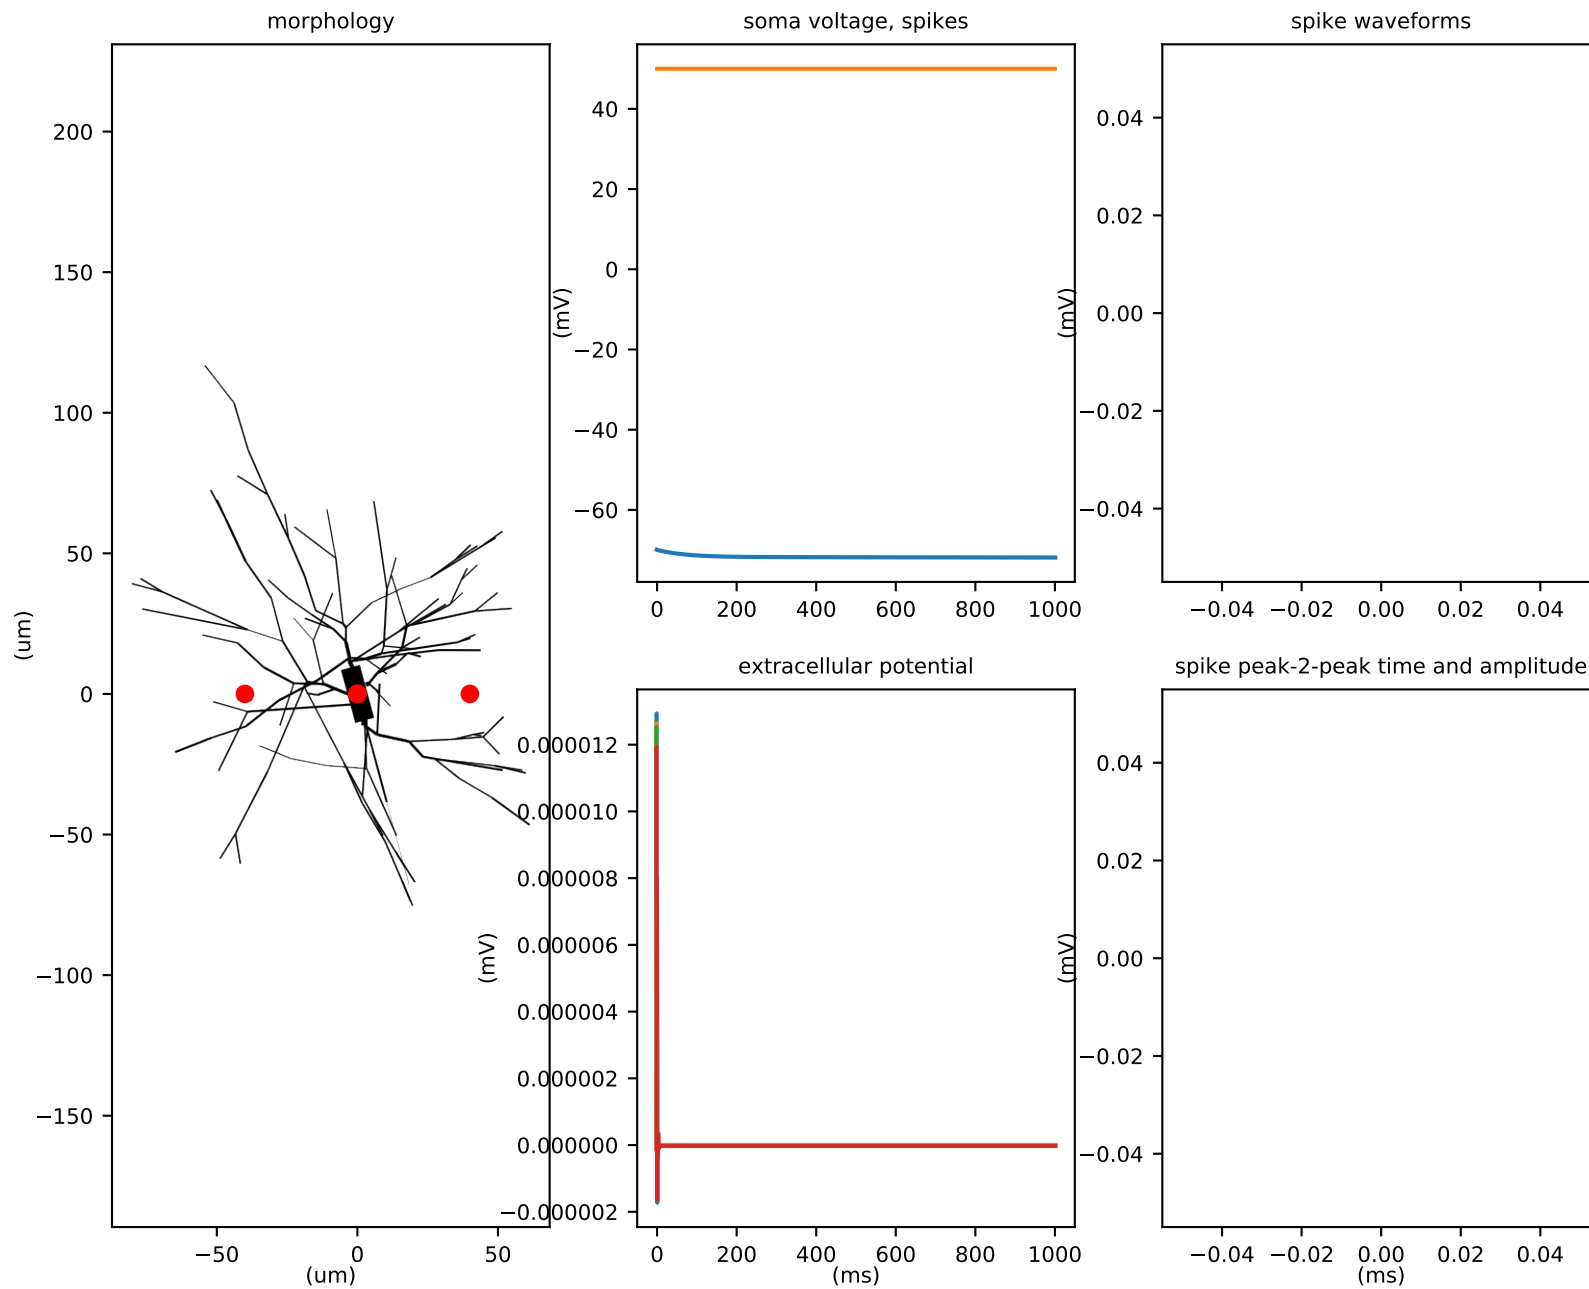 morphology
200
150
100
50
0
−50
−100
−150
(um)
−50 0 50
(um)
soma voltage, spikes
40
20
0
−20
−40
−60
(mV)
0 200 400 600 800 1000
spike waveforms
0.04
0.02
0.00
−0.02
−0.04
(mV)
−0.04 −0.02 0.00 0.02 0.04
extracellular potential
0.000012
0.000010
0.000008
0.000006
0.000004
0.000002
0.000000
−0.000002
(mV)
0 200 400 600 800 1000
(ms)
spike peak-2-peak time and amplitude
0.04
0.02
0.00
−0.02
−0.04
(mV)
−0.04 −0.02 0.00 0.02 0.04
(ms)